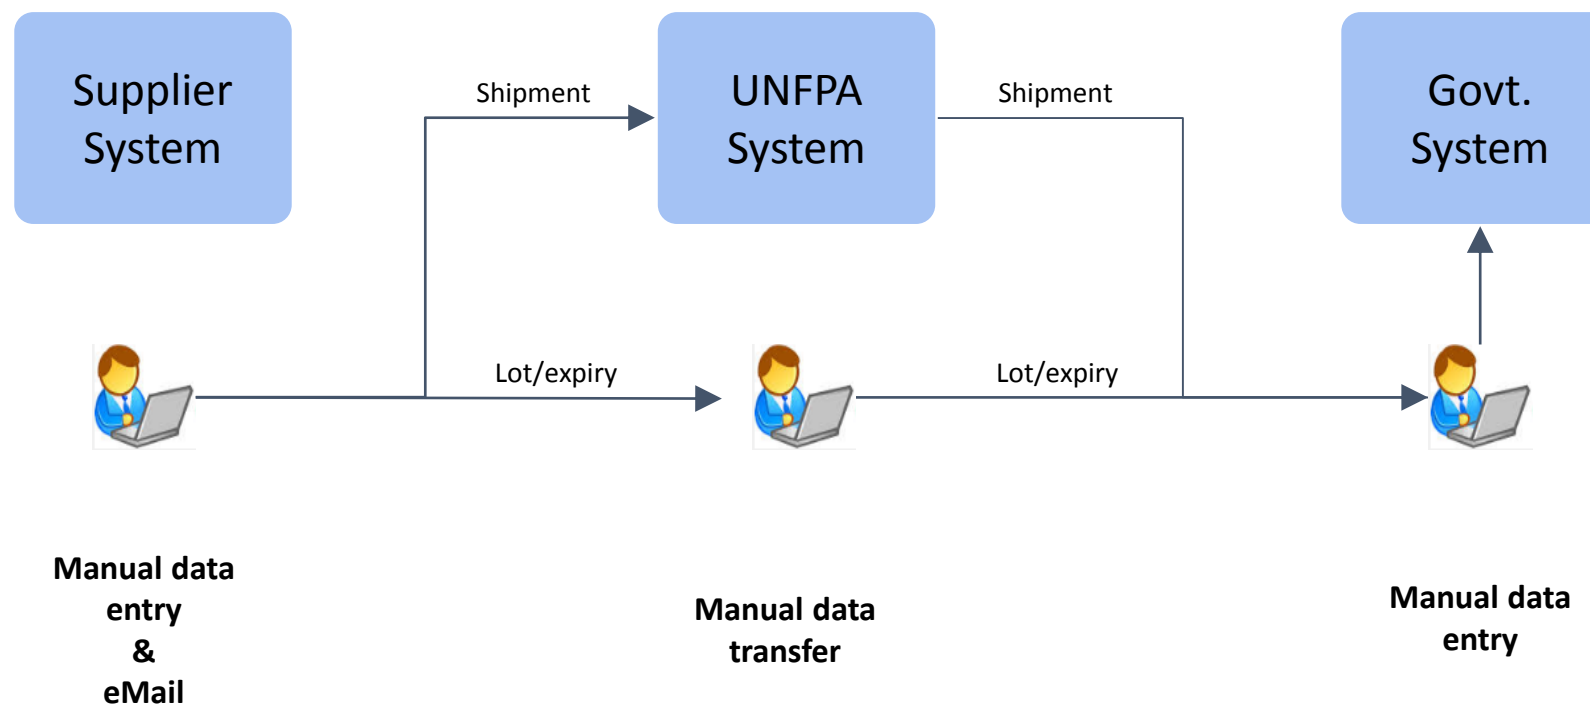 Supplier
System
Shipment
UNFPA
System
Shipment
Govt.
System
Lot/expiry
Lot/expiry
Manual data
entry
&
eMail
Manual data
transfer
Manual data
entry